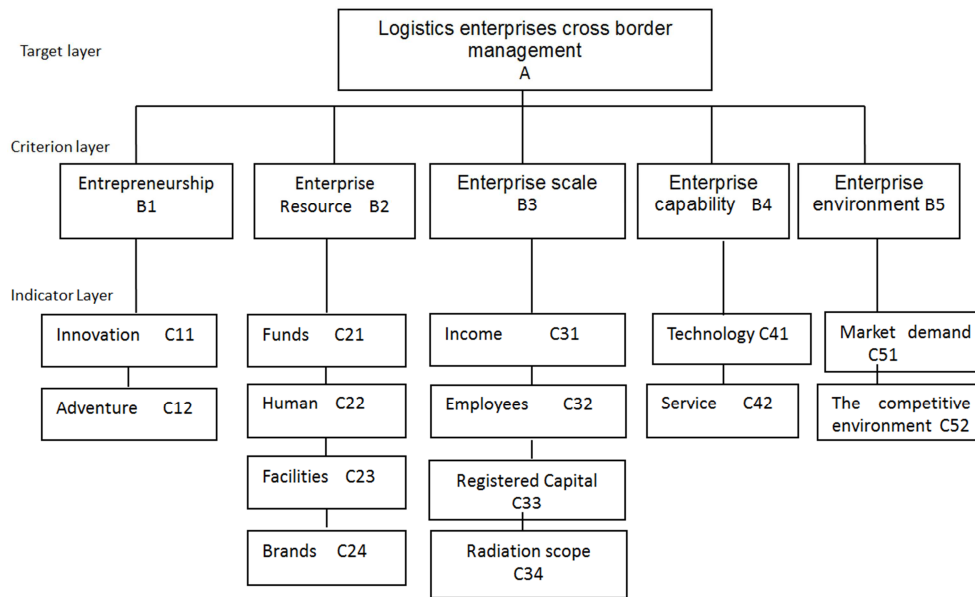 Logistics enterprises cross border
management
A
Target layer
Criterion layer
Entrepreneurship
B1
Enterprise
Resource B2
Enterprise scale
B3
Enterprise
capability B4
Enterprise
environment B5
Indicator Layer
Innovation C11
Funds C21
Income C31
Technology C41
Market demand
C51
Adventure C12
Human C22
Employees C32
Service C42
The competitive
environment C52
Facilities C23
Registered Capital
C33
Brands C24
Radiation scope
C34